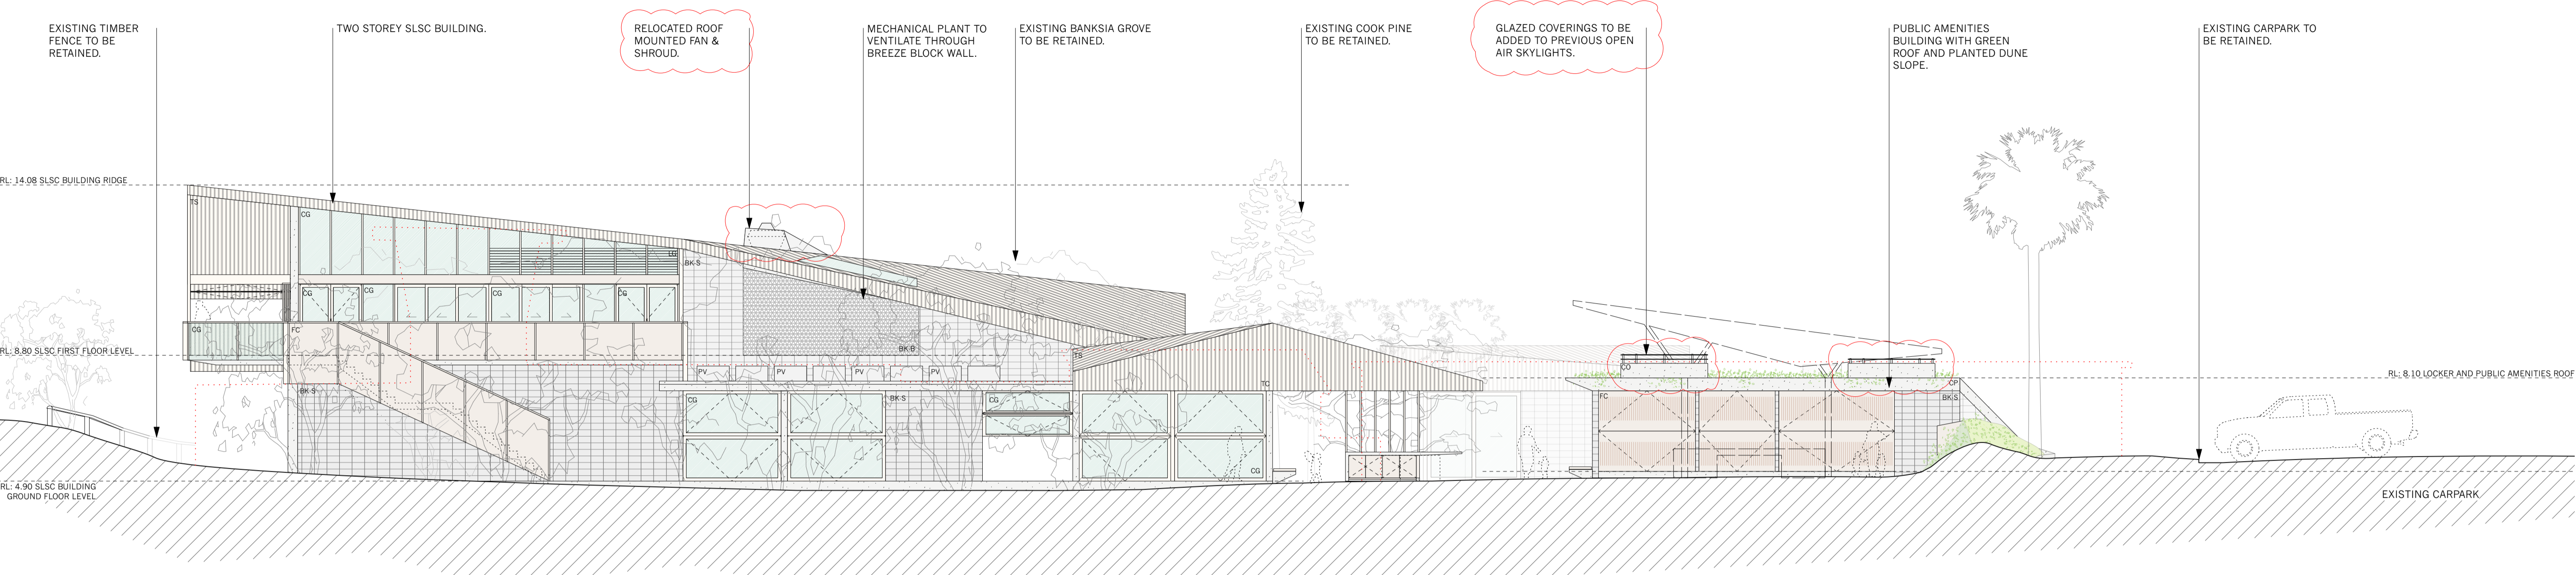 EXISTING TIMBER
FENCE TO BE
RETAINED.
TWO STOREY SLSC BUILDING.
RELOCATED ROOF
MOUNTED FAN &
SHROUD.
MECHANICAL PLANT TO
VENTILATE THROUGH
BREEZE BLOCK WALL.
EXISTING BANKSIA GROVE
TO BE RETAINED.
EXISTING COOK PINE
TO BE RETAINED.
GLAZED COVERINGS TO BE
ADDED TO PREVIOUS OPEN
AIR SKYLIGHTS.
PUBLIC AMENITIES
BUILDING WITH GREEN
ROOF AND PLANTED DUNE
SLOPE.
EXISTING CARPARK TO
BE RETAINED.
RL: 14.08 SLSC BUILDING RIDGE
TS
CG
LG
BK-S
CG
CG
CG
CG
CG
FC
BK-B
RL: 8.80 SLSC FIRST FLOOR LEVEL
TS
CO
PV
PV
PV
PV
RL: 8.10 LOCKER AND PUBLIC AMENITIES ROOF
TC
CP
BK-S
CG
BK-S
CG
FC
BK-S
CG
RL: 4.90 SLSC BUILDING
GROUND FLOOR LEVEL
EXISTING CARPARK